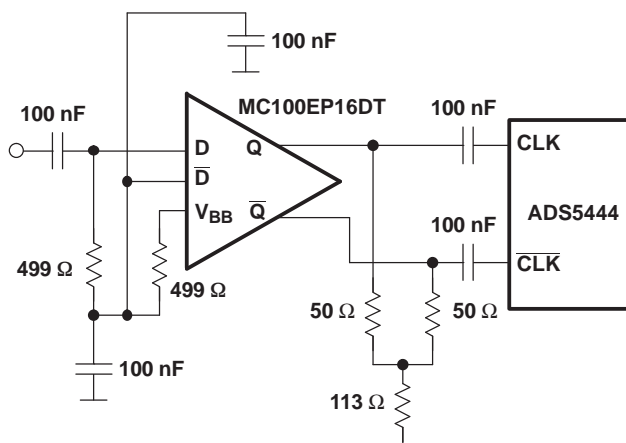 100 nF
MC100EP16DT
100 nF
100 nF
D
Q
CLK
D̅
100 nF
ADS5444
V_BB
Q̅
C̅L̅K̅
499 Ω
499 Ω
50 Ω
50 Ω
100 nF
113 Ω